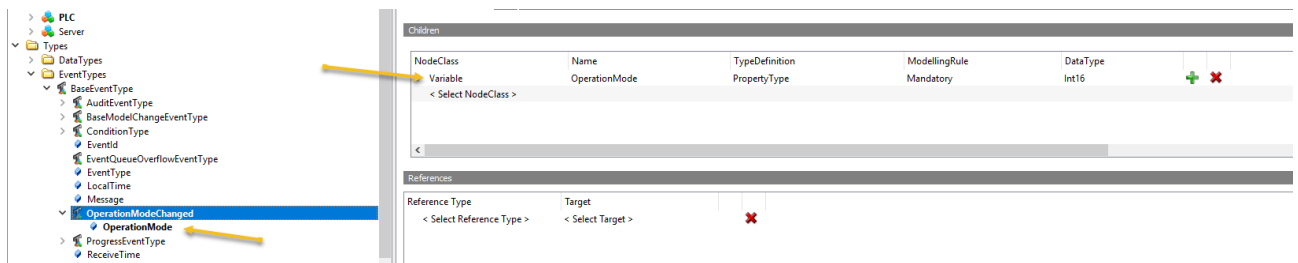 PLC
Server
Types
DataTypes
EventTypes
BaseEventType
AuditEventType
BaseModelChangeEventType
ConditionType
EventId
EventQueueOverflowEventType
EventType
LocalTime
Message
OperationModeChanged
OperationMode
ProgressEventType
ReceiveTime
Children
NodeClass Name TypeDefinition ModellingRule DataType
Variable OperationMode PropertyType Mandatory Int16
< Select NodeClass >
References
Reference Type Target
< Select Reference Type > < Select Target >